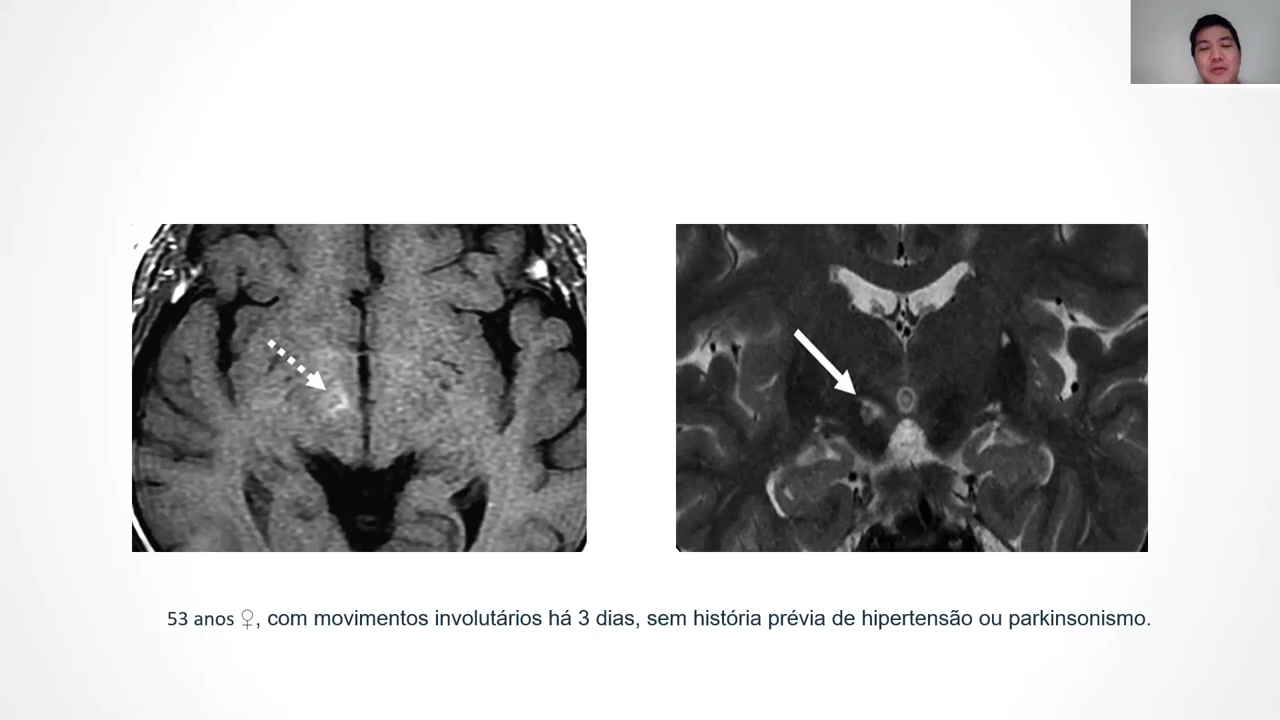 53 anos ♀, com movimentos involutários há 3 dias, sem história prévia de hipertensão ou parkinsonismo.